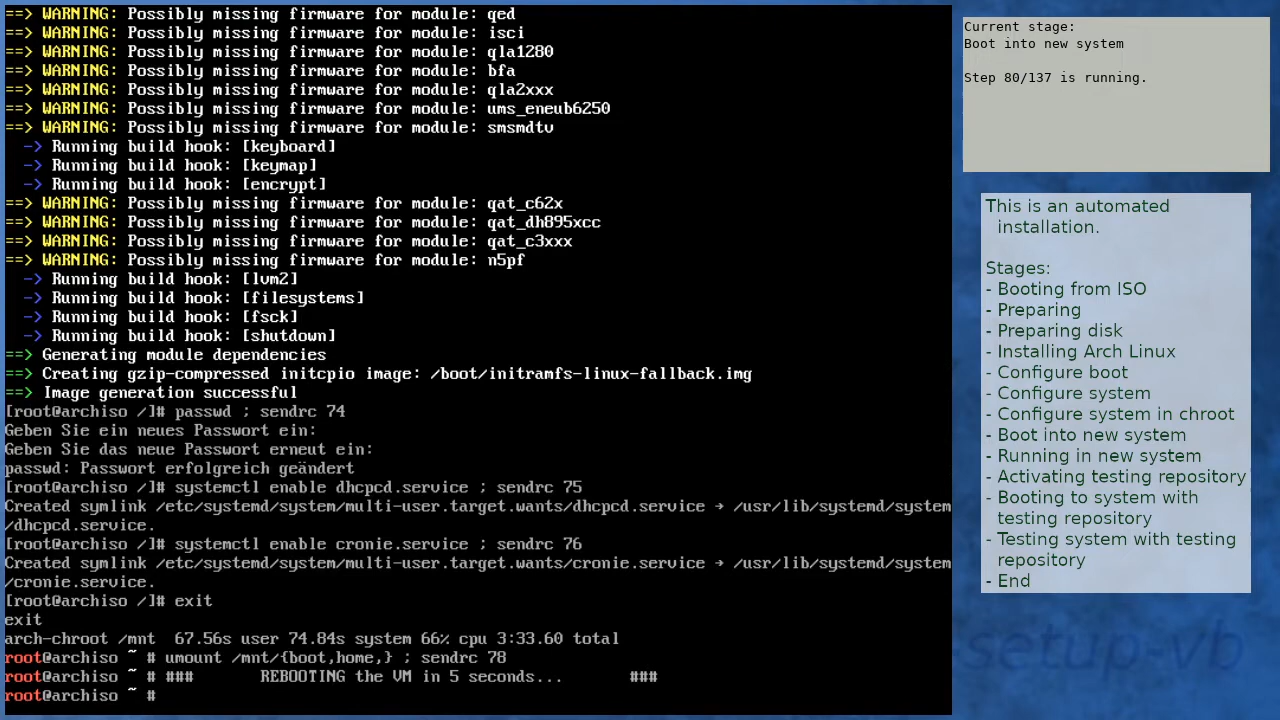 ==> WARNING: Possibly missing firmware for module: qed
==> WARNING: Possibly missing firmware for module: isci
==> WARNING: Possibly missing firmware for module: qla1280
==> WARNING: Possibly missing firmware for module: bfa
==> WARNING: Possibly missing firmware for module: qla2xxx
==> WARNING: Possibly missing firmware for module: ums_eneub6250
==> WARNING: Possibly missing firmware for module: smsmdtv
-> Running build hook: [keyboard]
-> Running build hook: [keymap]
-> Running build hook: [encrypt]
==> WARNING: Possibly missing firmware for module: qat_c62x
==> WARNING: Possibly missing firmware for module: qat_dh895xcc
==> WARNING: Possibly missing firmware for module: qat_c3xxx
==> WARNING: Possibly missing firmware for module: n5pf
-> Running build hook: [lvm2]
-> Running build hook: [filesystems]
-> Running build hook: [fsck]
-> Running build hook: [shutdown]
==> Generating module dependencies
==> Creating gzip-compressed initcpio image: /boot/initramfs-linux-fallback.img
==> Image generation successful
[root@archiso /]# passwd ; sendrc 74
Geben Sie ein neues Passwort ein:
Geben Sie das neue Passwort erneut ein:
passwd: Passwort erfolgreich geändert
[root@archiso /]# systemctl enable dhcpcd.service ; sendrc 75
Created symlink /etc/systemd/system/multi-user.target.wants/dhcpcd.service → /usr/lib/systemd/system
/dhcpcd.service.
[root@archiso /]# systemctl enable cronie.service ; sendrc 76
Created symlink /etc/systemd/system/multi-user.target.wants/cronie.service → /usr/lib/systemd/system
/cronie.service.
[root@archiso /]# exit
exit
arch-chroot /mnt  67.56s user 74.84s system 66% cpu 3:33.60 total
root@archiso ~ # umount /mnt/{boot,home,} ; sendrc 78
root@archiso ~ # ###       REBOOTING the VM in 5 seconds...       ###
root@archiso ~ #
Current stage:
Boot into new system
Step 80/137 is running.
This is an automated
installation.
Stages:
- Booting from ISO
- Preparing
- Preparing disk
- Installing Arch Linux
- Configure boot
- Configure system
- Configure system in chroot
- Boot into new system
- Running in new system
- Activating testing repository
- Booting to system with
testing repository
- Testing system with testing
repository
- End
-setup-vb